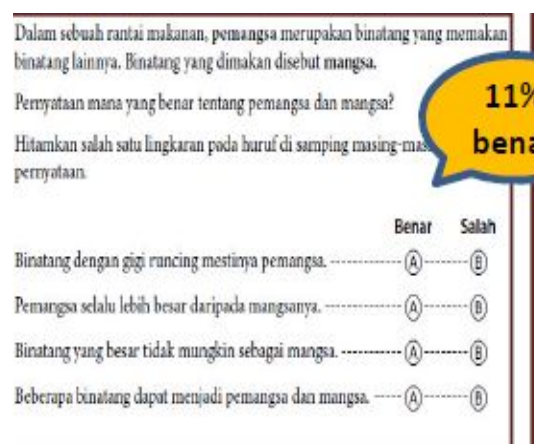 Dalam sebuah rantai makanan, pemangsa merupakan binatang yang memakan
binatang lainnya. Binatang yang dimakan disebut mangsa.
Pernyataan mana yang benar tentang pemangsa dan mangsa?
11%
Hitamkan salah satu lingkaran pada huruf di samping masing-mas
bena
pernyataan.
Benar Salah
Binatang dengan gigi runcing mestinya pemangsa. ------------ A ------ B
Pemangsa selalu lebih besar daripada mangsanya. ------------ A ------ B
Binatang yang besar tidak mungkin sebagai mangsa. ---------- A ------ B
Beberapa binatang dapat menjadi pemangsa dan mangsa. ----- A ------ B